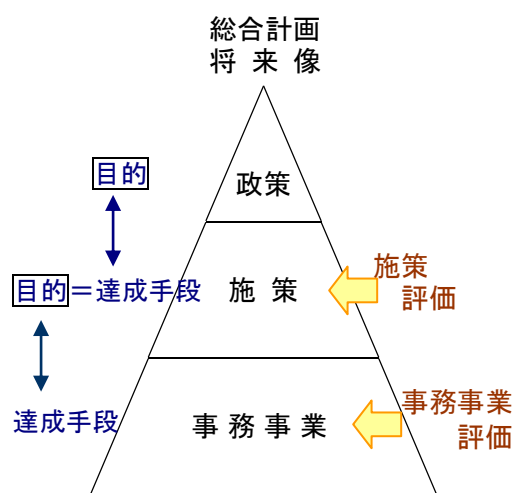 総合計画
将来像
目的
政策
目的＝達成手段
施策
施策
評価
達成手段
事務事業
事務事業
評価